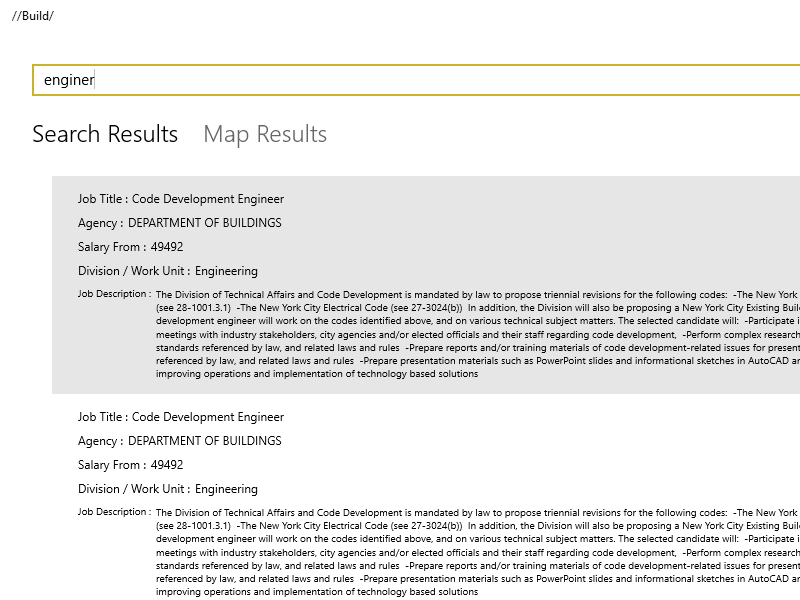 //Build/
enginer
Search Results Map Results
Job Title : Code Development Engineer
Agency : DEPARTMENT OF BUILDINGS
Salary From : 49492
Division / Work Unit : Engineering
Job Description : The Division of Technical Affairs and Code Development is mandated by law to propose triennial revisions for the following codes: -The New York
(see 28-1001.3.1) -The New York City Electrical Code (see 27-3024(b)) In addition, the Division will also be proposing a New York City Existing Buil
development engineer will work on the codes identified above, and on various technical subject matters. The selected candidate will: -Participate i
meetings with industry stakeholders, city agencies and/or elected officials and their staff regarding code development, -Perform complex research
standards referenced by law, and related laws and rules -Prepare reports and/or training materials of code development-related issues for present
referenced by law, and related laws and rules -Prepare presentation materials such as PowerPoint slides and informational sketches in AutoCAD an
improving operations and implementation of technology based solutions
Job Title : Code Development Engineer
Agency : DEPARTMENT OF BUILDINGS
Salary From : 49492
Division / Work Unit : Engineering
Job Description : The Division of Technical Affairs and Code Development is mandated by law to propose triennial revisions for the following codes: -The New York
(see 28-1001.3.1) -The New York City Electrical Code (see 27-3024(b)) In addition, the Division will also be proposing a New York City Existing Buil
development engineer will work on the codes identified above, and on various technical subject matters. The selected candidate will: -Participate i
meetings with industry stakeholders, city agencies and/or elected officials and their staff regarding code development, -Perform complex research
standards referenced by law, and related laws and rules -Prepare reports and/or training materials of code development-related issues for present
referenced by law, and related laws and rules -Prepare presentation materials such as PowerPoint slides and informational sketches in AutoCAD an
improving operations and implementation of technology based solutions